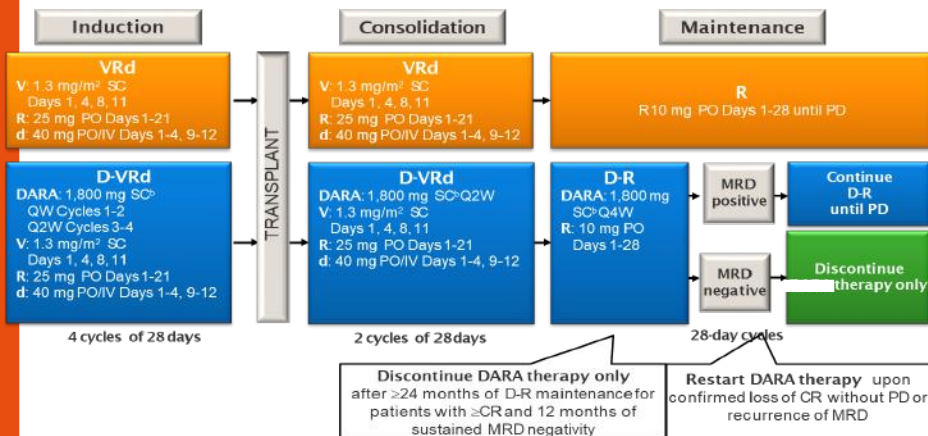 Induction
Consolidation
Maintenance
VRd
V: 1.3 mg/m² SC
Days 1, 4, 8, 11
R: 25 mg PO Days 1-21
d: 40 mg PO/IV Days 1-4, 9-12
TRANSPLANT
VRd
V: 1.3 mg/m² SC
Days 1, 4, 8, 11
R: 25 mg PO Days 1-21
d: 40 mg PO/IV Days 1-4, 9-12
R
R 10 mg PO Days 1-28 until PD
D-VRd
DARA: 1,800 mg SCᵇ
QW Cycles 1-2
Q2W Cycles 3-4
V: 1.3 mg/m² SC
Days 1, 4, 8, 11
R: 25 mg PO Days 1-21
d: 40 mg PO/IV Days 1-4, 9-12
D-VRd
DARA: 1,800 mg SCᵇ Q2W
V: 1.3 mg/m² SC
Days 1, 4, 8, 11
R: 25 mg PO Days 1-21
d: 40 mg PO/IV Days 1-4, 9-12
D-R
DARA: 1,800 mg
SCᵇ Q4W
R: 10 mg PO
Days 1-28
MRD
positive
Continue
D-R
until PD
MRD
negative
Discontinue
therapy only
4 cycles of 28 days
2 cycles of 28 days
28-day cycles
Discontinue DARA therapy only
after ≥24 months of D-R maintenance for
patients with ≥CR and 12 months of
sustained MRD negativity
Restart DARA therapy upon
confirmed loss of CR without PD or
recurrence of MRD